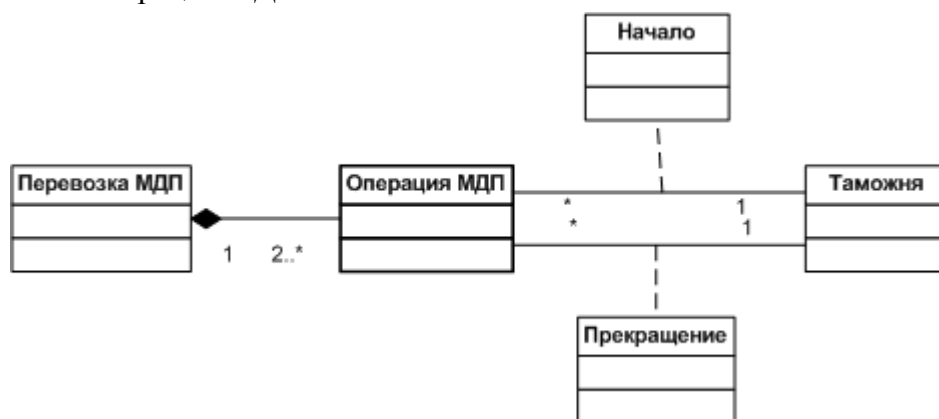 Начало
Перевозка МДП
Операция МДП
Таможня
* 1
* 1
1 2..*
Прекращение